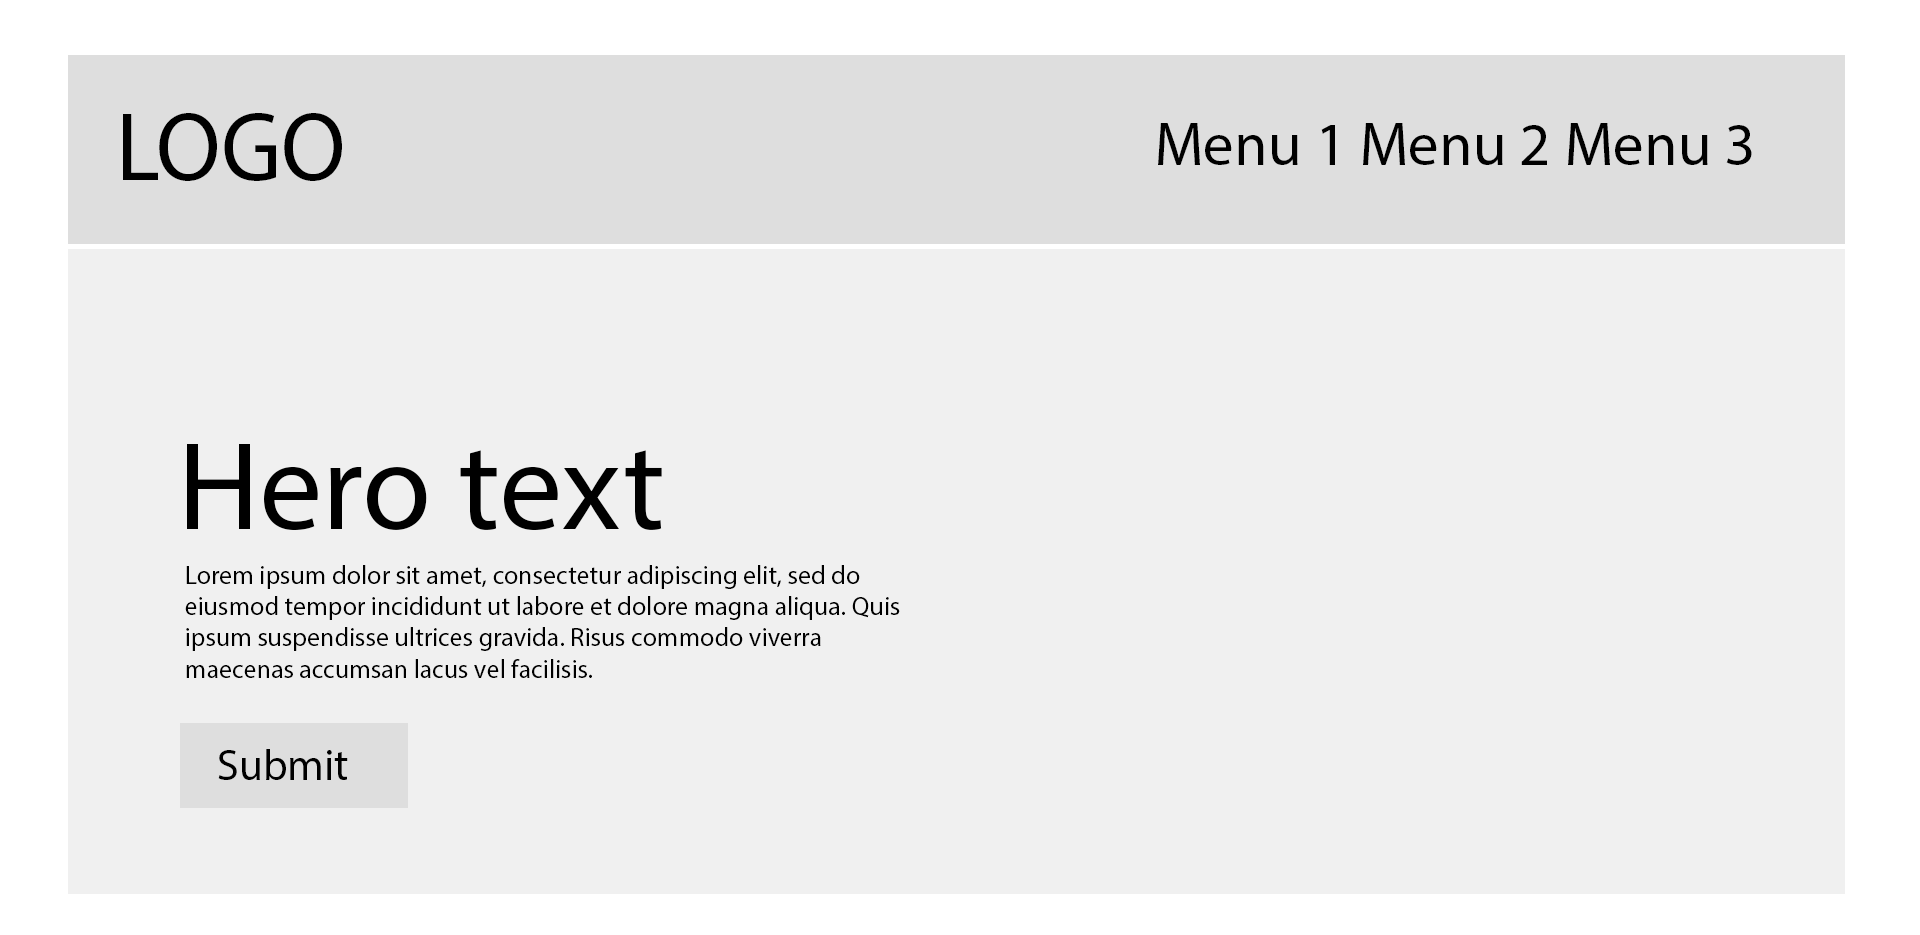 LOGO
Menu 1 Menu 2 Menu 3
Hero text
Lorem ipsum dolor sit amet, consectetur adipiscing elit, sed do
eiusmod tempor incididunt ut labore et dolore magna aliqua. Quis
ipsum suspendisse ultrices gravida. Risus commodo viverra
maecenas accumsan lacus vel facilisis.
Submit